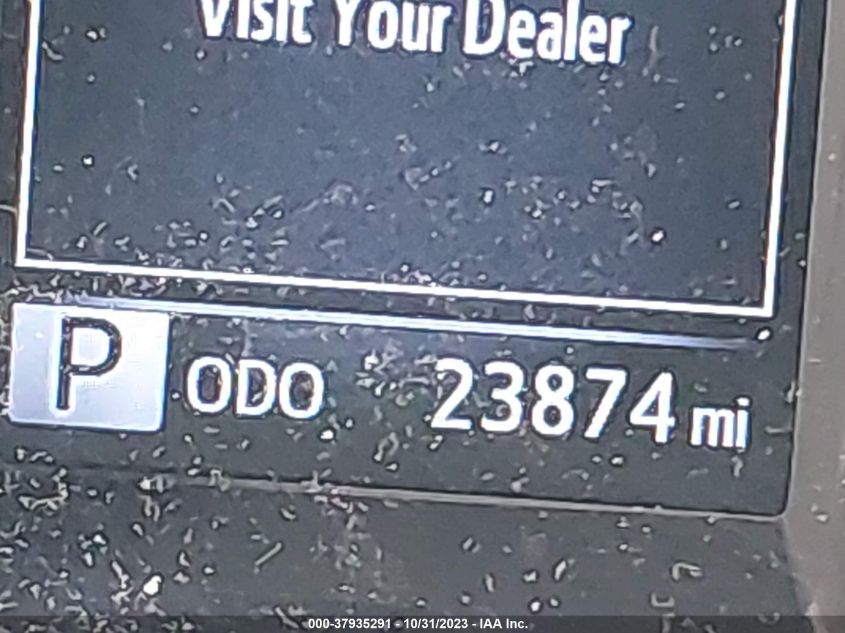 Visit Your Dealer
P ODO 23874 mi
000-37935291 - 10/31/2023 - IAA Inc.